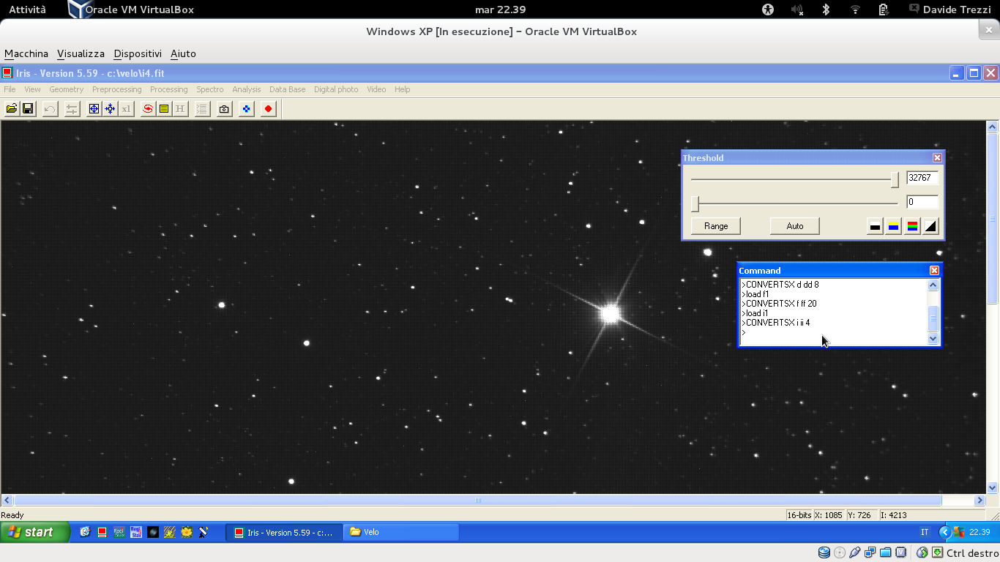 Attività Oracle VM VirtualBox mar 22.39 Davide Trezzi
Windows XP [In esecuzione] – Oracle VM VirtualBox
Macchina Visualizza Dispositivi Aiuto
Iris - Version 5.59 - c:\velo\i4.fit
File View Geometry Preprocessing Processing Spectro Analysis Data Base Digital photo Video Help
x1 H
Threshold
32767
0
Range Auto
Command
>CONVERTSX d dd 8
>load f1
>CONVERTSX f ff 20
>load i1
>CONVERTSX i ii 4
>
Ready 16-bits X: 1085 Y: 726 I: 4213
start Iris - Version 5.59 - c:... Velo IT 22.39
Ctrl destro